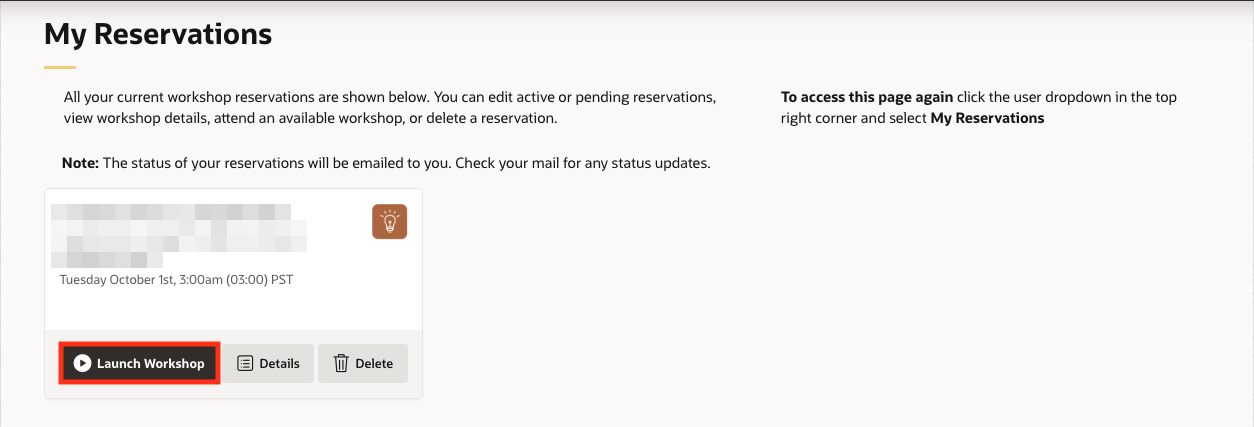 My Reservations
All your current workshop reservations are shown below. You can edit active or pending reservations,
view workshop details, attend an available workshop, or delete a reservation.
To access this page again click the user dropdown in the top
right corner and select My Reservations
Note: The status of your reservations will be emailed to you. Check your mail for any status updates.
Tuesday October 1st, 3:00am (03:00) PST
Launch Workshop
Details
Delete